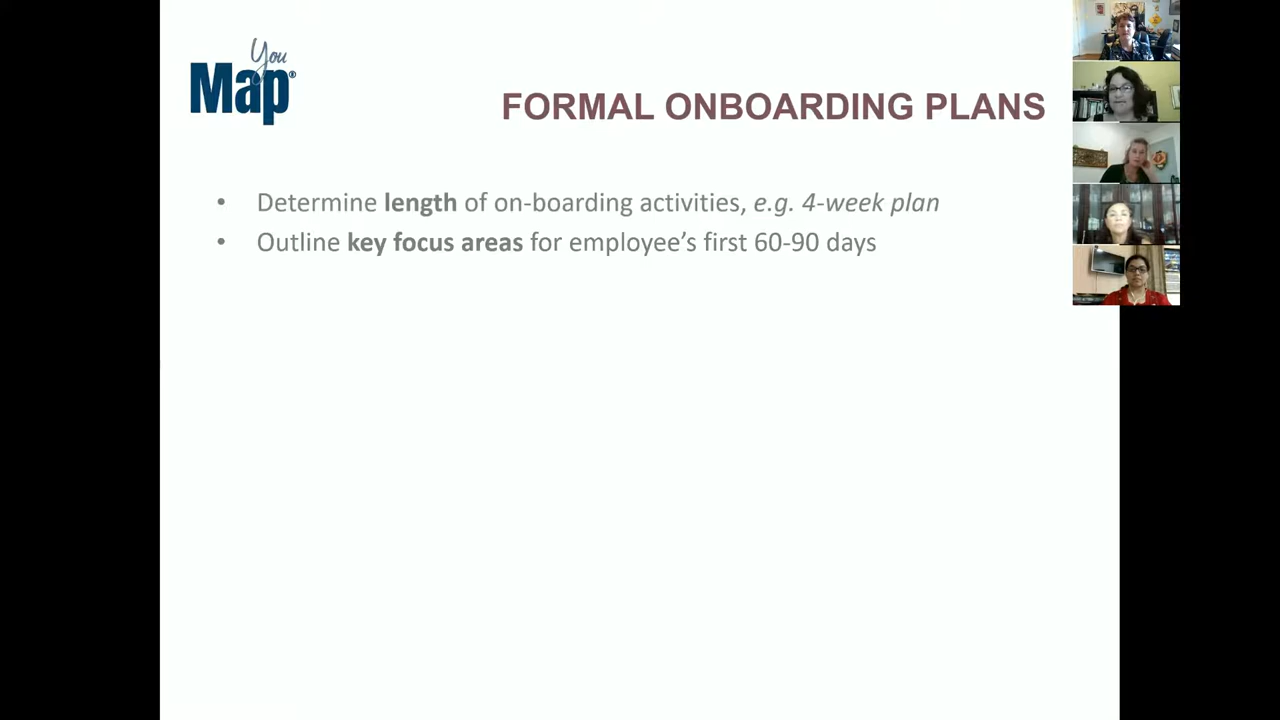 You
Map®
FORMAL ONBOARDING PLANS
• Determine length of on-boarding activities, e.g. 4-week plan
• Outline key focus areas for employee’s first 60-90 days